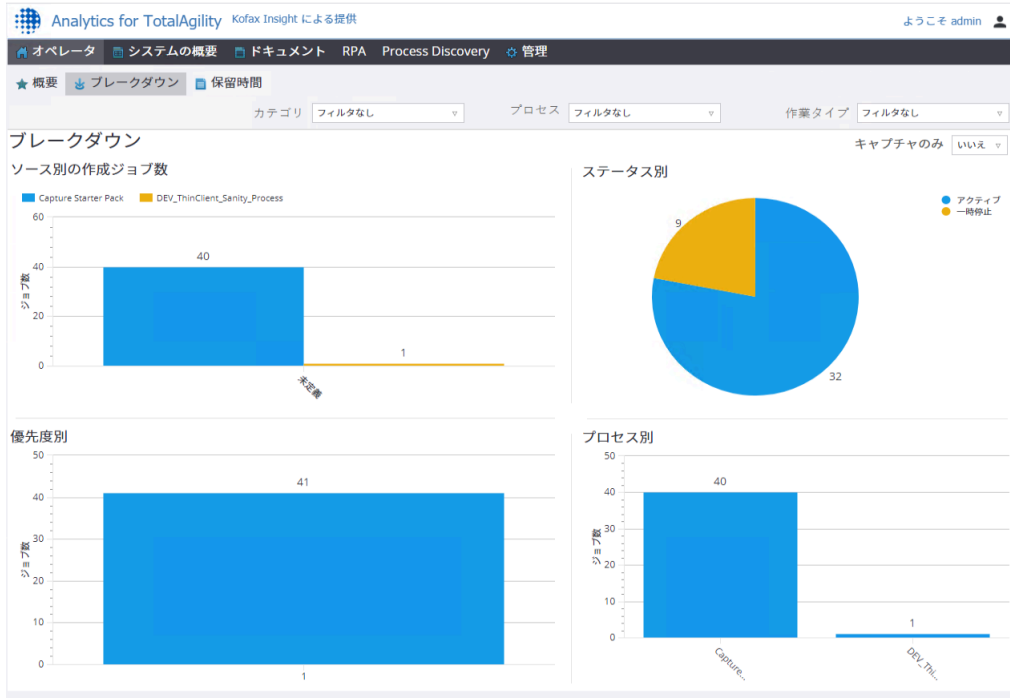 Analytics for TotalAgility Kofax Insight による提供 ようこそ admin
オペレータ システムの概要 ドキュメント RPA Process Discovery 管理
概要 ブレークダウン 保留時間
カテゴリ フィルタなし プロセス フィルタなし 作業タイプ フィルタなし
ブレークダウン キャプチャのみ いいえ
ソース別の作成ジョブ数
Capture Starter Pack DEV_ThinClient_Sanity_Process
60
40
20
0
ジョブ数
40
1
未定義
ステータス別
アクティブ
一時停止
9
32
優先度別
50
40
30
20
10
0
ジョブ数
41
1
プロセス別
50
40
30
20
10
0
ジョブ数
40
1
Capture...
DEV_Thi...